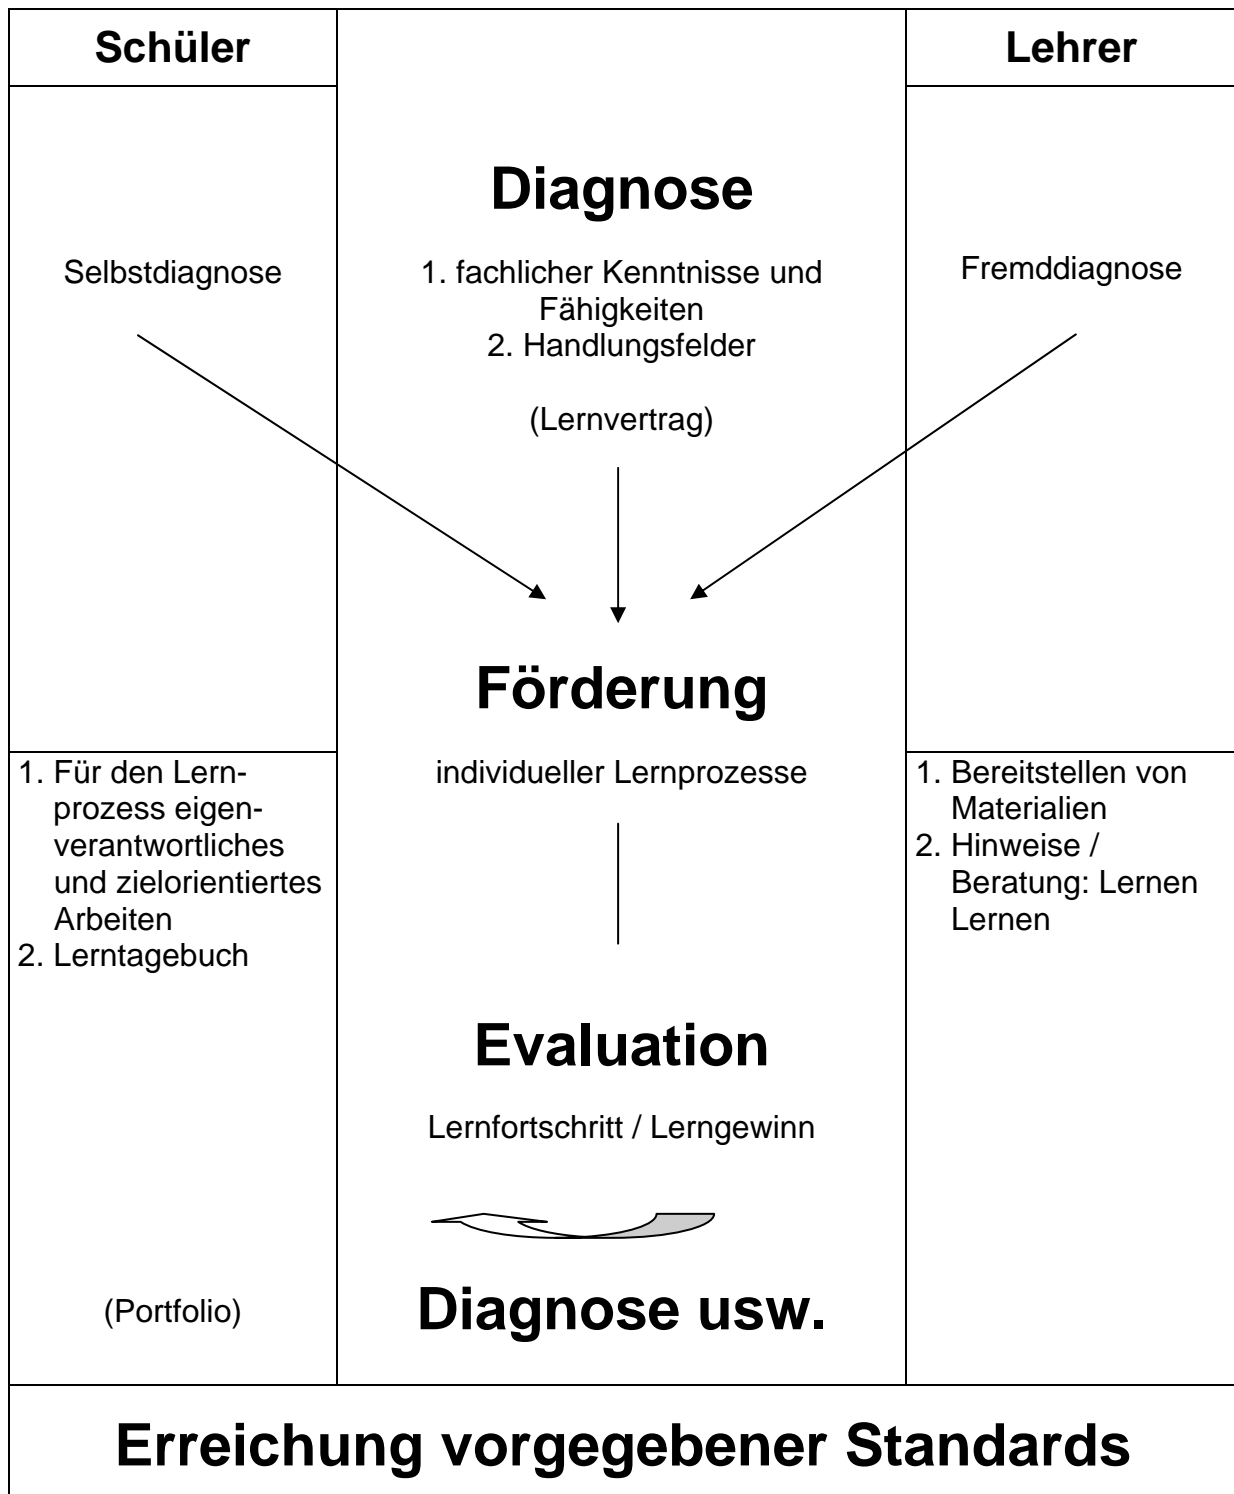 Schüler
Lehrer
Diagnose
Selbstdiagnose
1. fachlicher Kenntnisse und
Fähigkeiten
2. Handlungsfelder
(Lernvertrag)
Fremddiagnose
Förderung
individueller Lernprozesse
1. Für den Lern-
prozess eigen-
verantwortliches
und zielorientiertes
Arbeiten
2. Lerntagebuch
1. Bereitstellen von
Materialien
2. Hinweise /
Beratung: Lernen
Lernen
Evaluation
Lernfortschritt / Lerngewinn
(Portfolio)
Diagnose usw.
Erreichung vorgegebener Standards